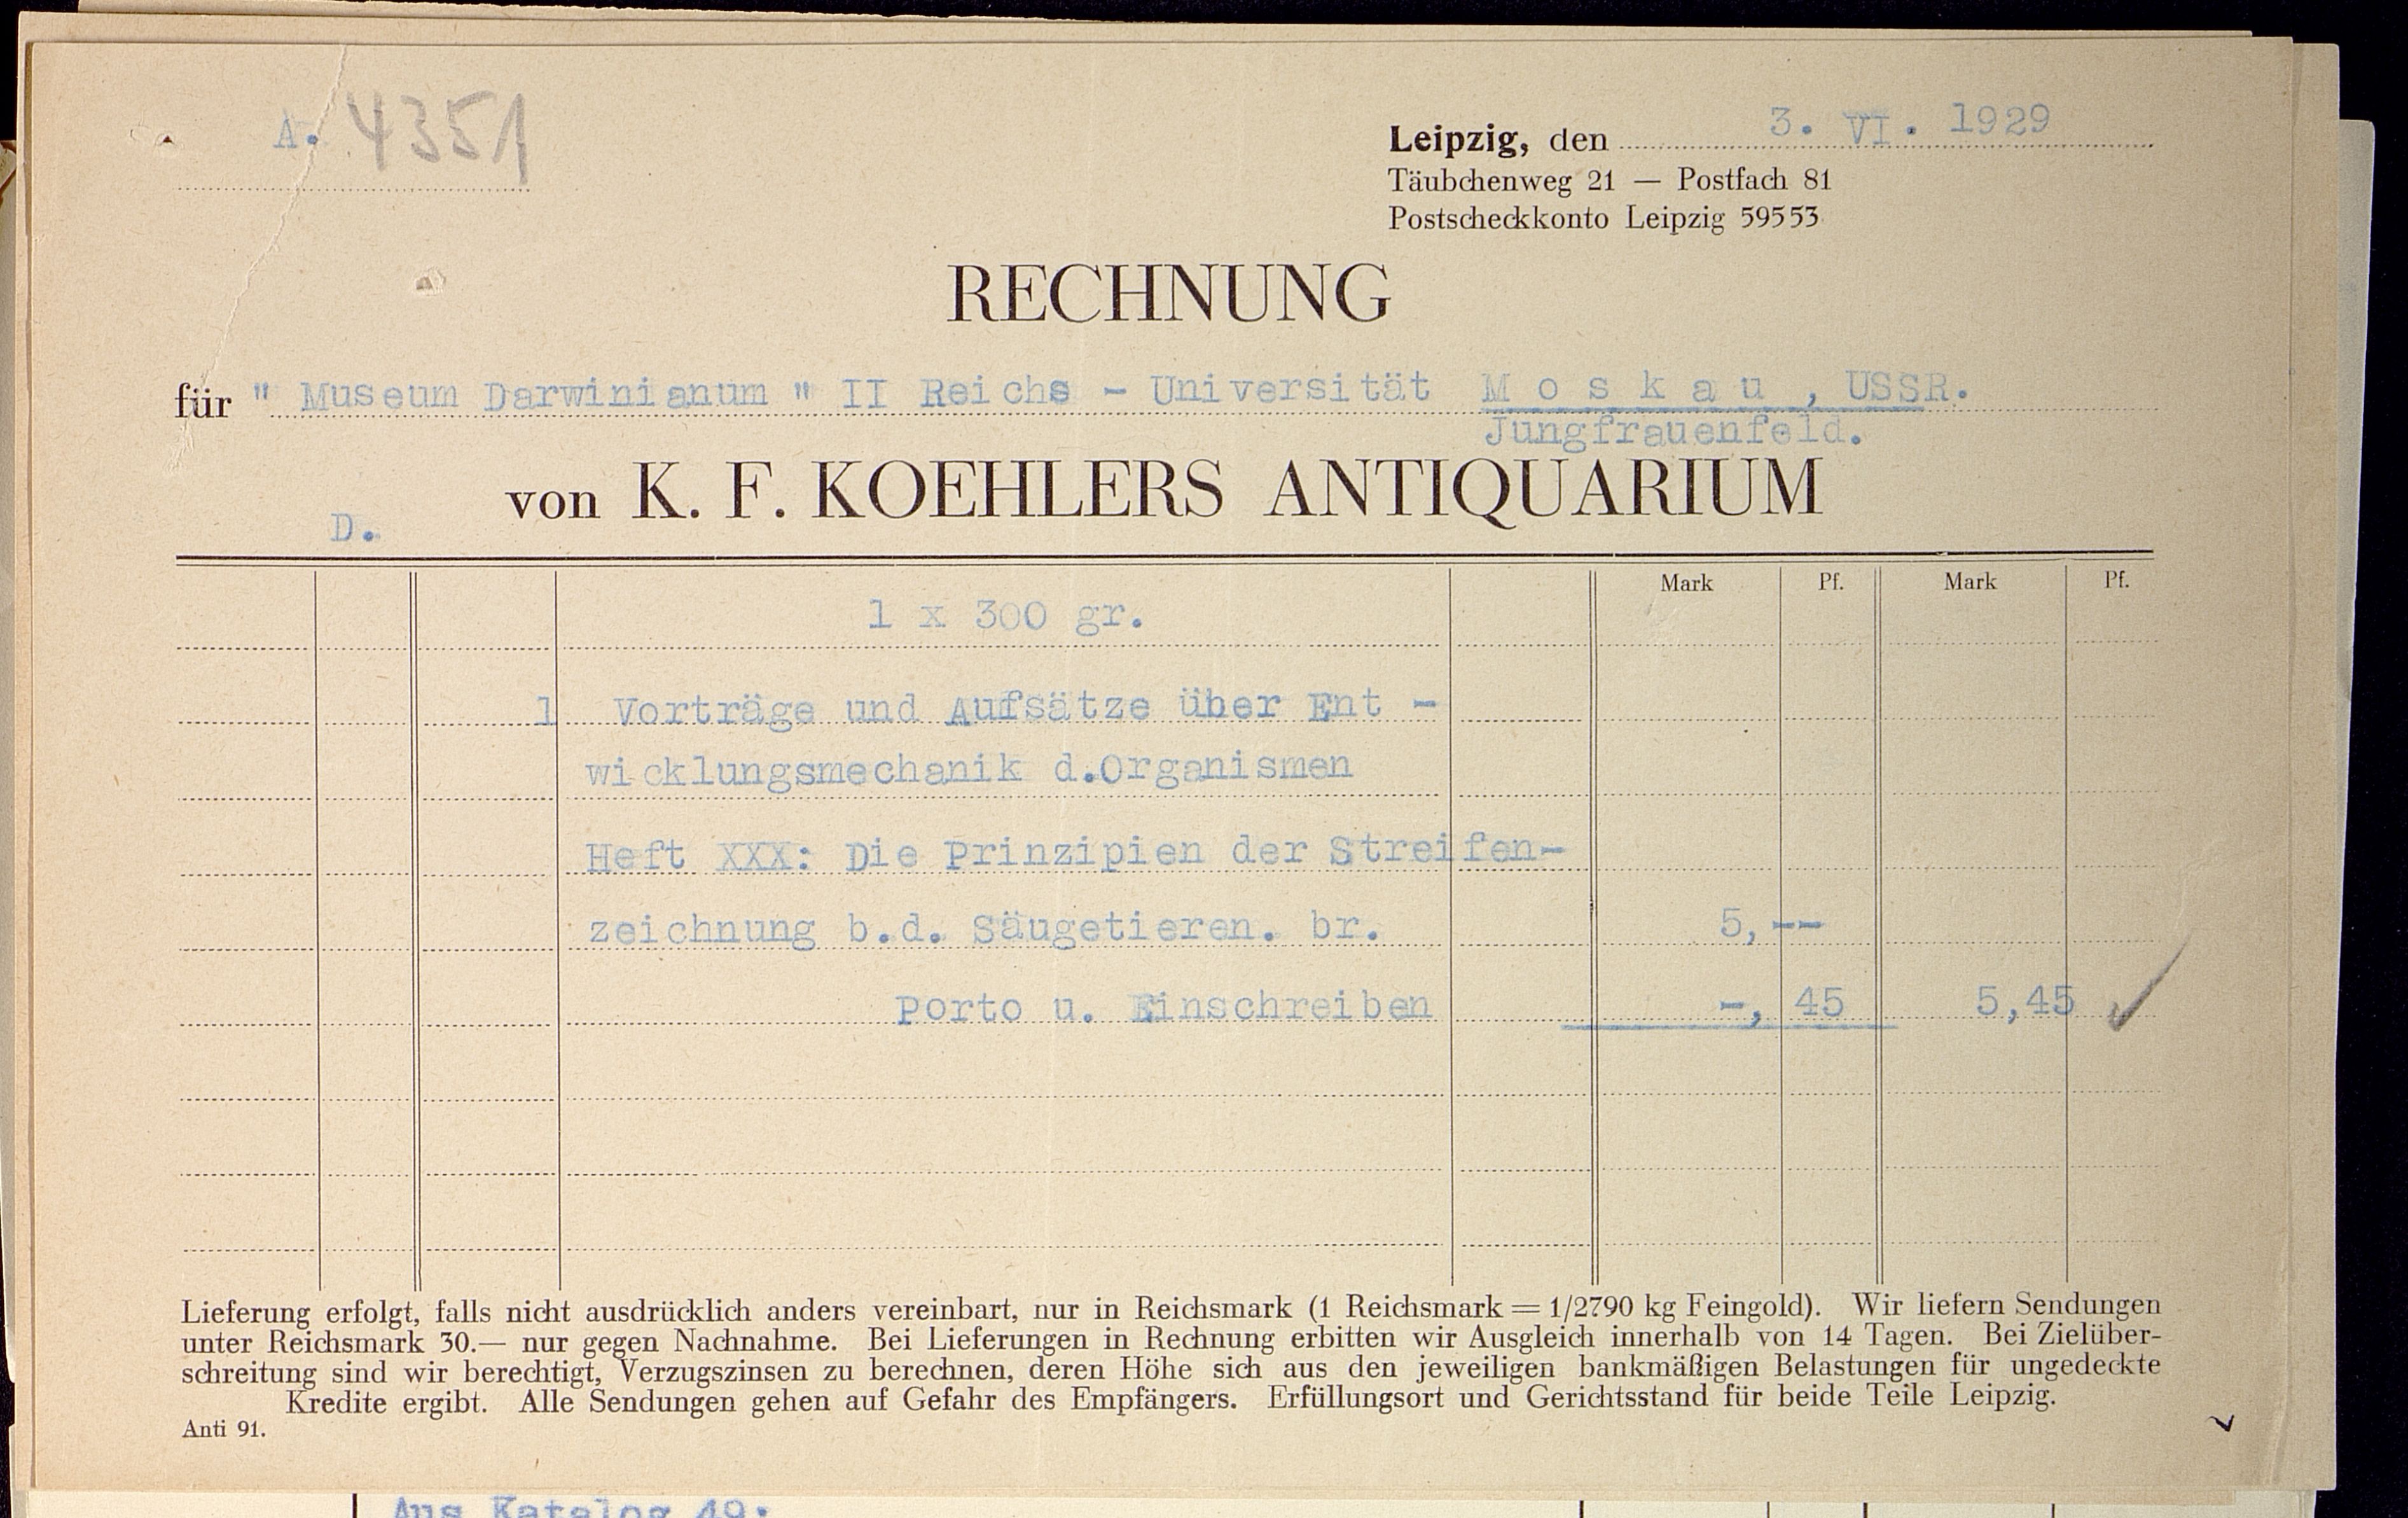 A. 4351
Leipzig, den 3. VI. 1929
Täubchenweg 21 — Postfach 81
Postscheckkonto Leipzig 59553
RECHNUNG
für " Museum Darwinianum " II Reichs - Universität M o s k a u , USSR.
Jungfrauenfeld.
von K. F. KOEHLERS ANTIQUARIUM
D.
Mark Pf. Mark Pf.
1 x 300 gr.
1 Vorträge und Aufsätze über Ent -
wicklungsmechanik d.Organismen
Heft XXX: Die Prinzipien der Streifen-
zeichnung b.d. Säugetieren. br. 5,--
Porto u. Einschreiben -, 45 5,45
Lieferung erfolgt, falls nicht ausdrücklich anders vereinbart, nur in Reichsmark (1 Reichsmark = 1/2790 kg Feingold). Wir liefern Sendungen
unter Reichsmark 30.— nur gegen Nachnahme. Bei Lieferungen in Rechnung erbitten wir Ausgleich innerhalb von 14 Tagen. Bei Zielüber-
schreitung sind wir berechtigt, Verzugszinsen zu berechnen, deren Höhe sich aus den jeweiligen bankmäßigen Belastungen für ungedeckte
Kredite ergibt. Alle Sendungen gehen auf Gefahr des Empfängers. Erfüllungsort und Gerichtsstand für beide Teile Leipzig.
Anti 91.
Aus Katalog 49: